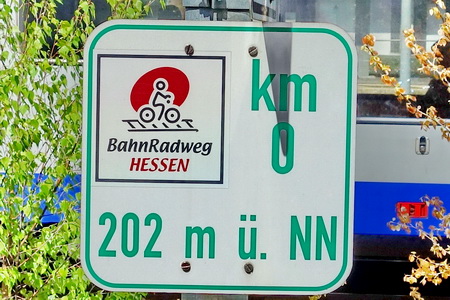 BahnRadweg
HESSEN
km
0
202 m ü. NN